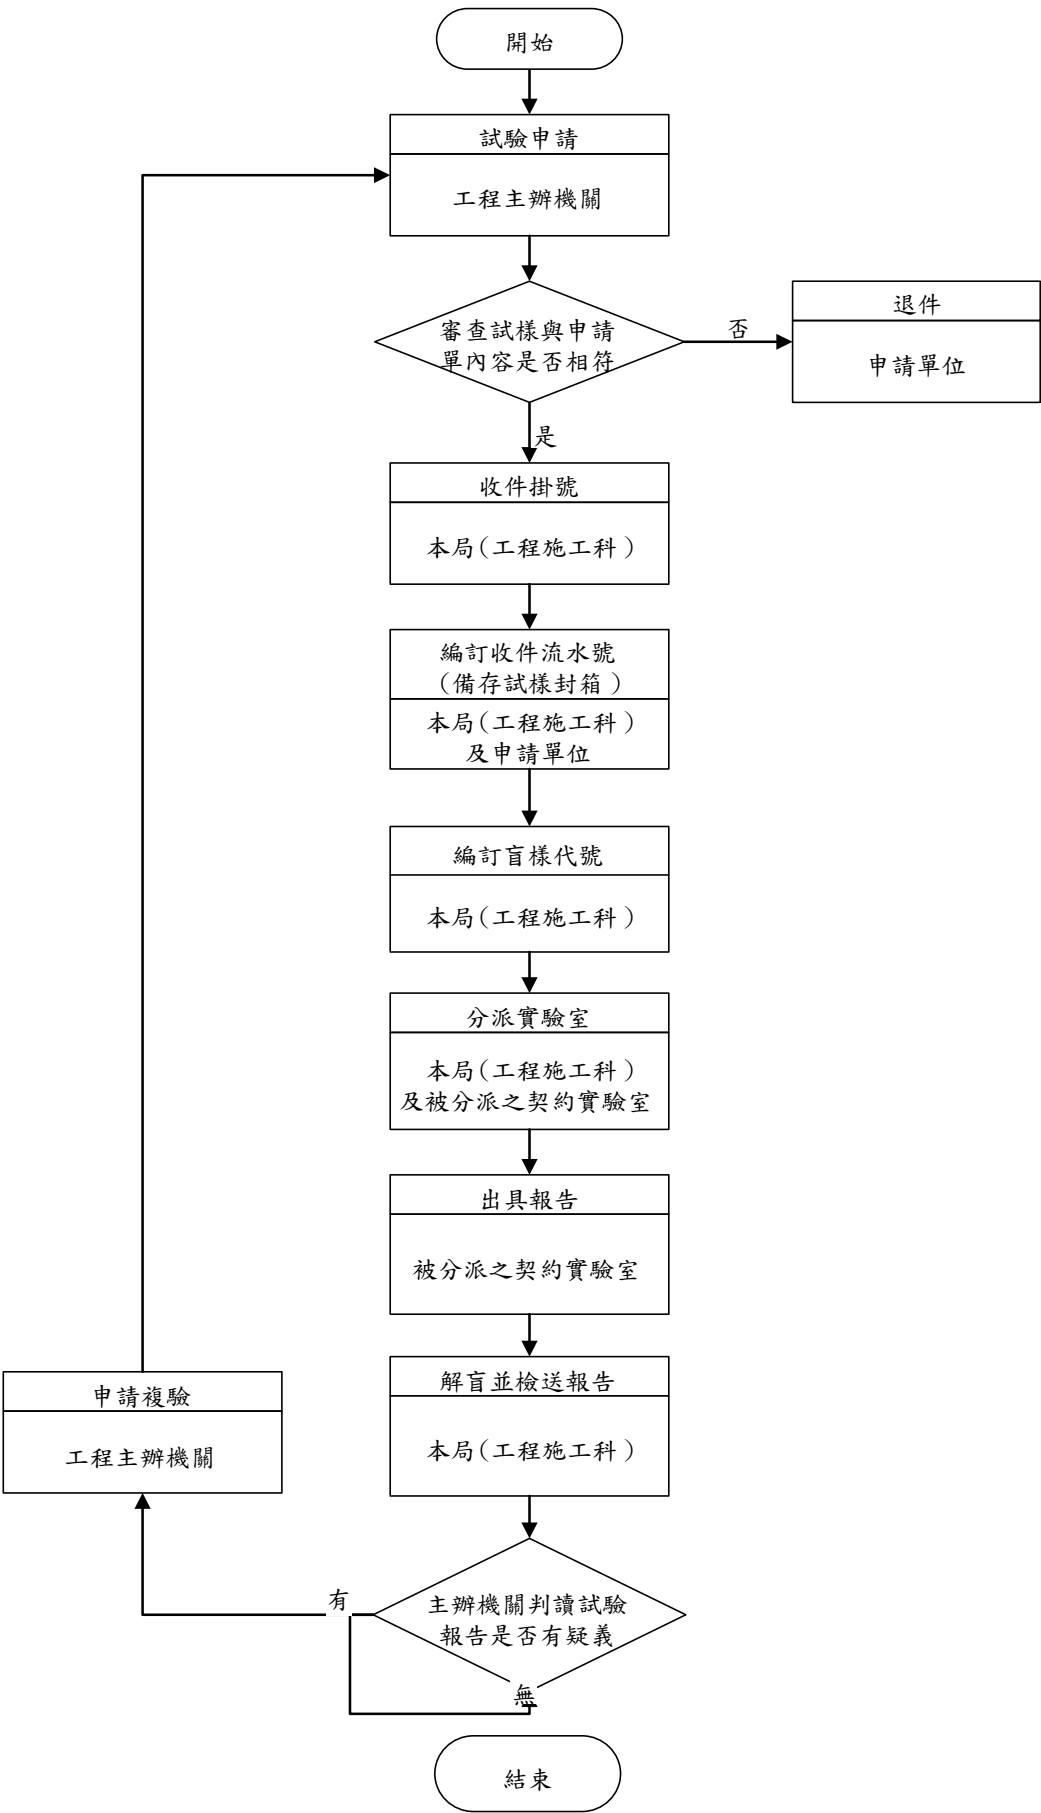 開始
試驗申請
工程主辦機關
審查試樣與申請
單內容是否相符
否
退件
申請單位
是
收件掛號
本局(工程施工科)
編訂收件流水號
(備存試樣封箱)
本局(工程施工科)
及申請單位
編訂盲樣代號
本局(工程施工科)
分派實驗室
本局(工程施工科)
及被分派之契約實驗室
出具報告
被分派之契約實驗室
解盲並檢送報告
本局(工程施工科)
申請複驗
工程主辦機關
有
主辦機關判讀試驗
報告是否有疑義
無
結束